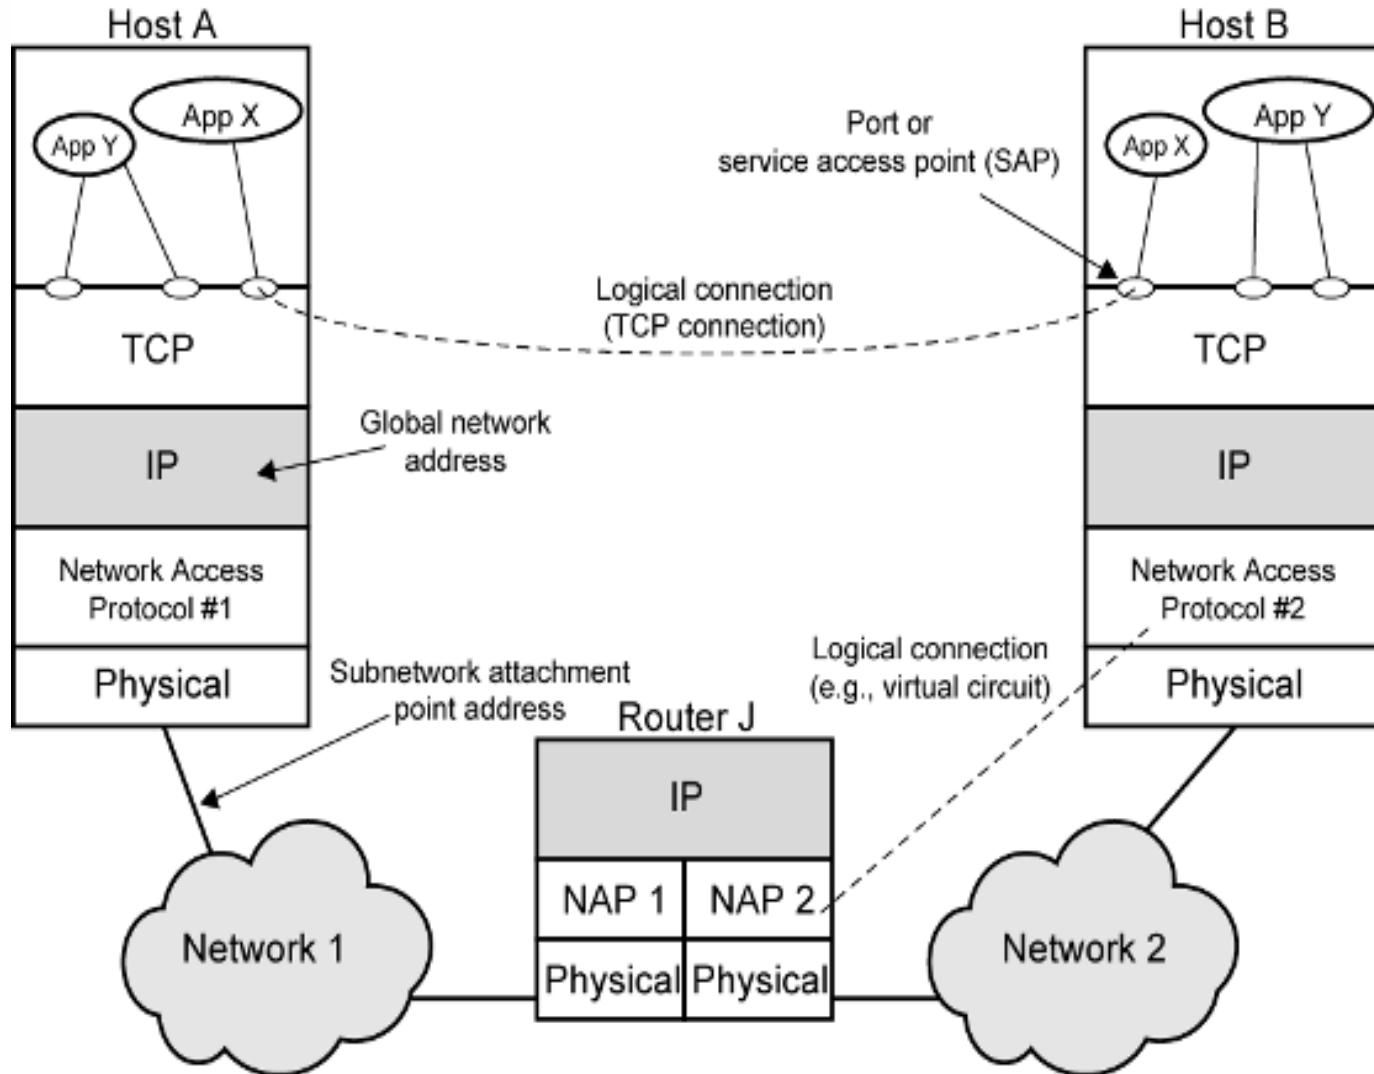 Host A
App X
App Y
TCP
IP
Network Access
Protocol #1
Physical
Port or
service access point (SAP)
Logical connection
(TCP connection)
Global network
address
Subnetwork attachment
point address
Host B
App X
App Y
TCP
IP
Network Access
Protocol #2
Physical
Logical connection
(e.g., virtual circuit)
Router J
IP
NAP 1
NAP 2
Physical
Physical
Network 1
Network 2